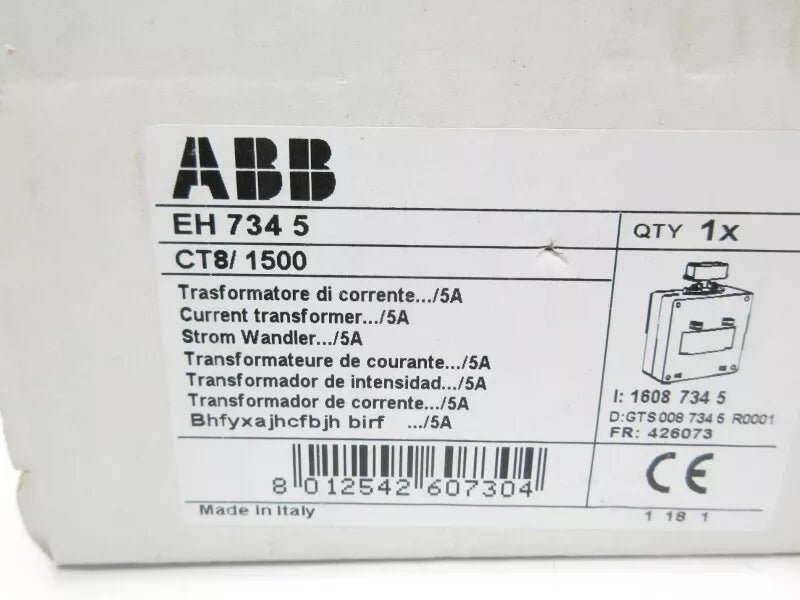 ABB
EH 734 5
QTY 1x
CT8/ 1500
Trasformatore di corrente.../5A
Current transformer.../5A
Strom Wandler.../5A
Transformateure de courante.../5A
Transformador de intensidad.../5A
Transformador de corrente.../5A
Bhfyxajhcfbjh birf .../5A
I: 1608 734 5
D:GTS 008 734 5 R0001
FR: 426073
8 012542 607304
CE
Made in Italy
1 18 1